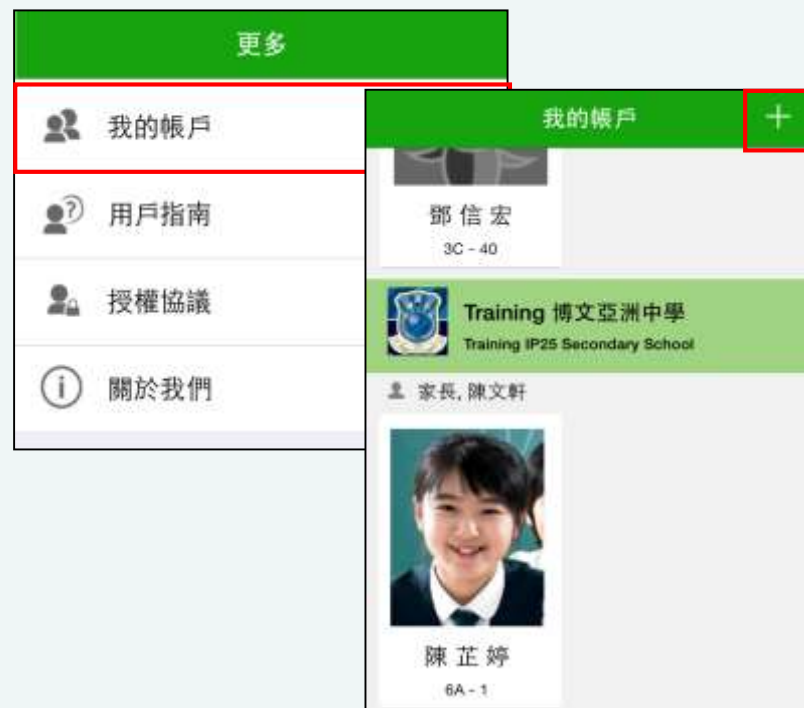 更多
我的帳戶
用戶指南
授權協議
關於我們
我的帳戶
鄧信宏
3C - 40
Training 博文亞洲中學
Training IP25 Secondary School
家長, 陳文軒
陳芷婷
6A - 1